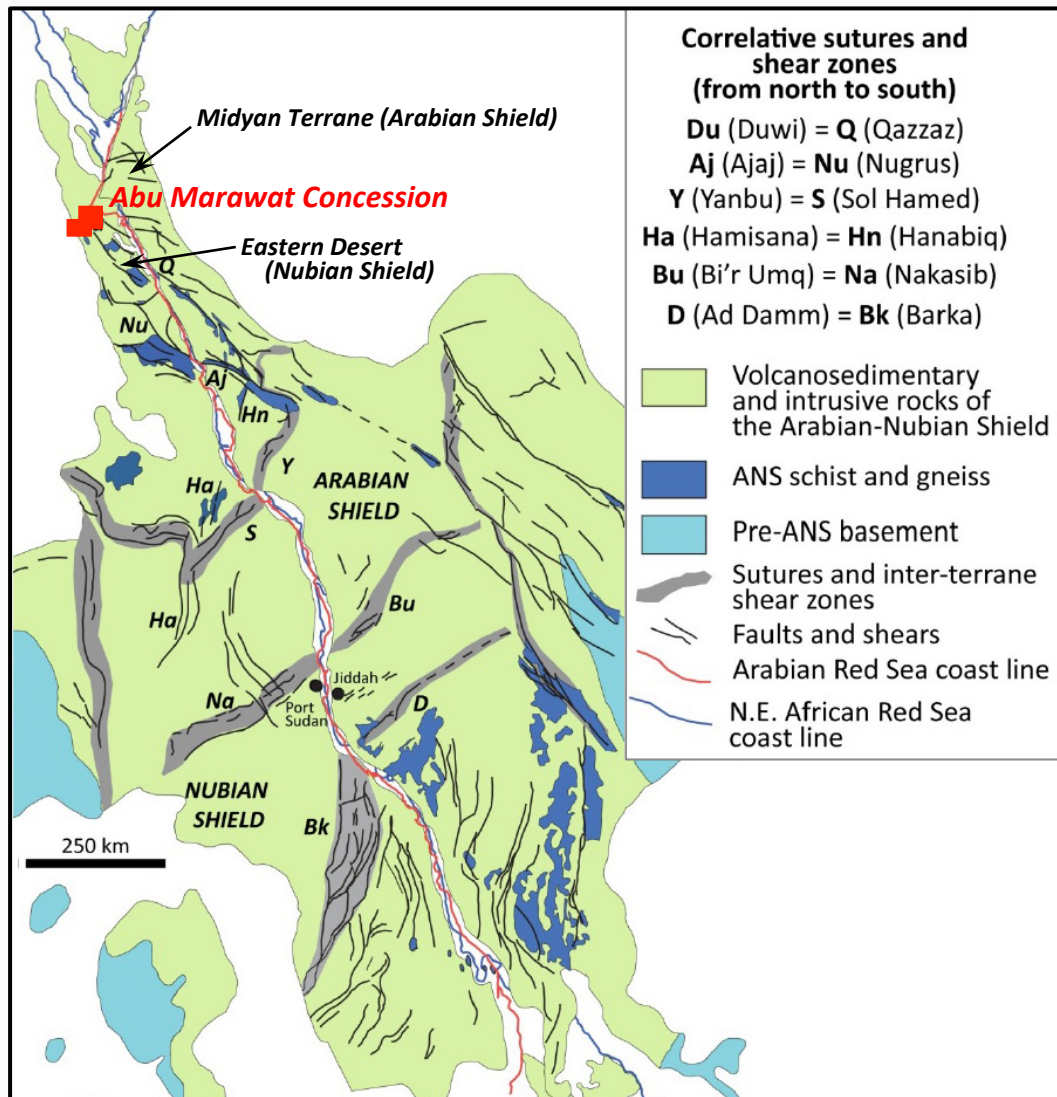 Midyan Terrane (Arabian Shield)
Abu Marawat Concession
Eastern Desert
(Nubian Shield)
Q
Nu
Aj
Hn
Y
Ha
S
ARABIAN
SHIELD
Ha
Bu
Na
Jiddah
Port
Sudan
D
NUBIAN
SHIELD
Bk
250 km
Correlative sutures and
shear zones
(from north to south)
Du (Duwi) = Q (Qazzaz)
Aj (Ajaj) = Nu (Nugrus)
Y (Yanbu) = S (Sol Hamed)
Ha (Hamisana) = Hn (Hanabiq)
Bu (Bi’r Umq) = Na (Nakasib)
D (Ad Damm) = Bk (Barka)
Volcanosedimentary
and intrusive rocks of
the Arabian-Nubian Shield
ANS schist and gneiss
Pre-ANS basement
Sutures and inter-terrane
shear zones
Faults and shears
Arabian Red Sea coast line
N.E. African Red Sea
coast line